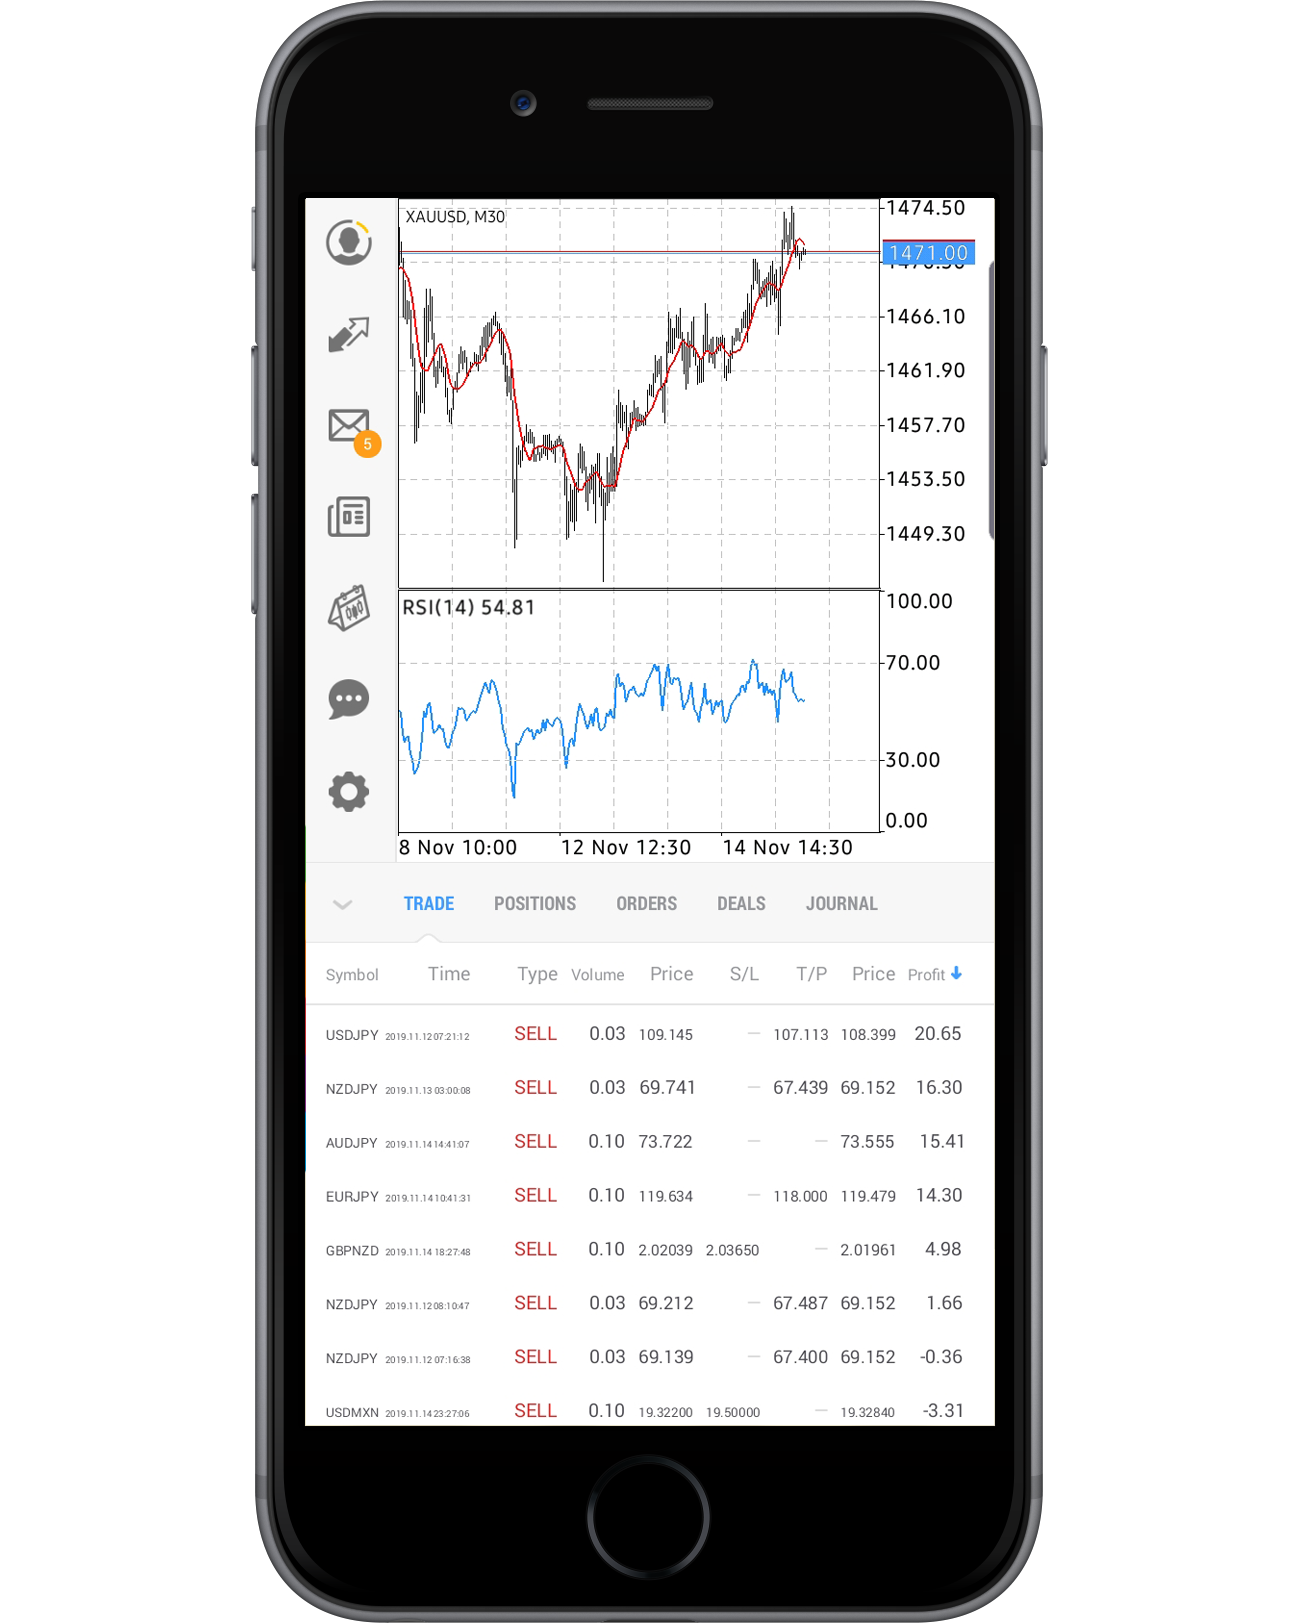 XAUUSD, M30
1474.50
1471.00
1466.10
1461.90
1457.70
1453.50
1449.30
5
RSI(14) 54.81
100.00
70.00
30.00
0.00
8 Nov 10:00 12 Nov 12:30 14 Nov 14:30
TRADE POSITIONS ORDERS DEALS JOURNAL
Symbol Time Type Volume Price S/L T/P Price Profit
USDJPY 2019.11.12 07:21:12 SELL 0.03 109.145 — 107.113 108.399 20.65
NZDJPY 2019.11.13 03:00:08 SELL 0.03 69.741 — 67.439 69.152 16.30
AUDJPY 2019.11.14 14:41:07 SELL 0.10 73.722 — — 73.555 15.41
EURJPY 2019.11.14 10:41:31 SELL 0.10 119.634 — 118.000 119.479 14.30
GBPNZD 2019.11.14 18:27:48 SELL 0.10 2.02039 2.03650 — 2.01961 4.98
NZDJPY 2019.11.12 08:10:47 SELL 0.03 69.212 — 67.487 69.152 1.66
NZDJPY 2019.11.12 07:16:38 SELL 0.03 69.139 — 67.400 69.152 -0.36
USDMXN 2019.11.14 23:27:06 SELL 0.10 19.32200 19.50000 — 19.32840 -3.31